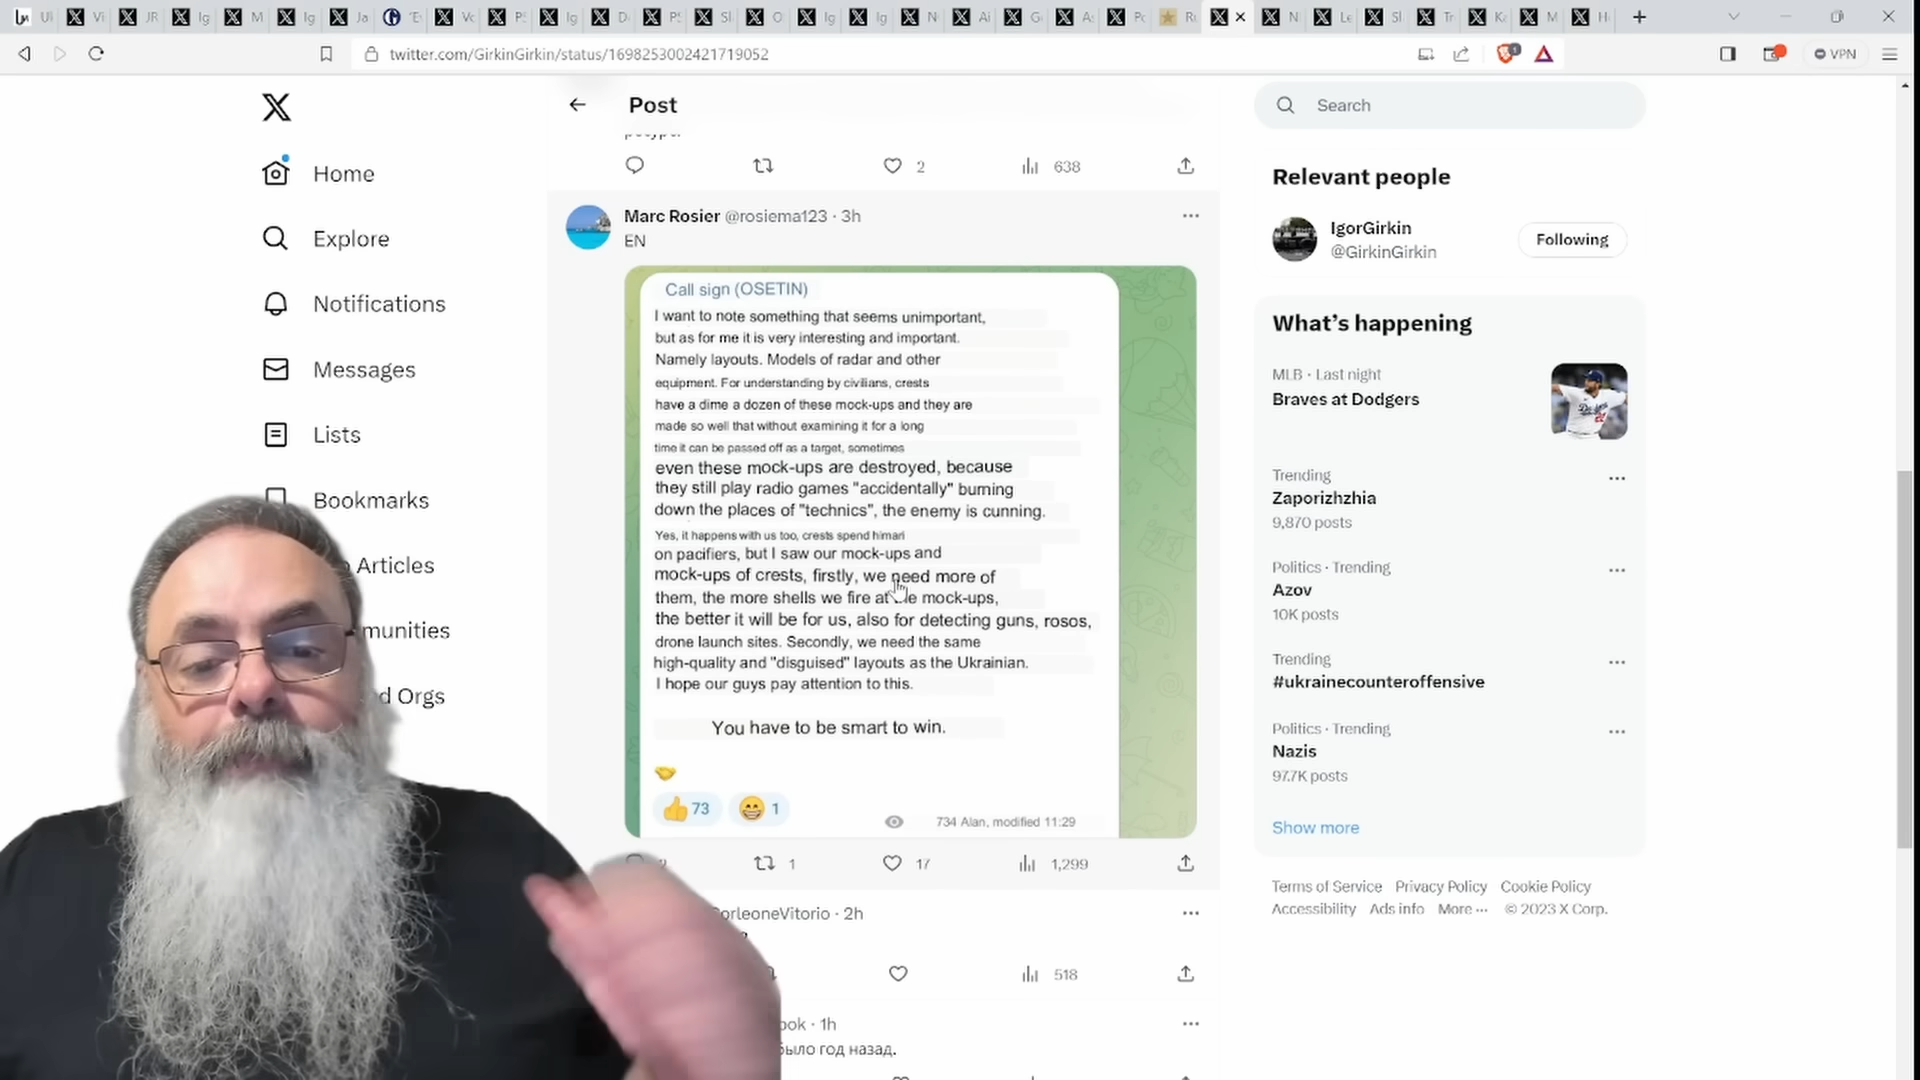 twitter.com/GirkinGirkin/status/1698253002421719052
VPN
Home
Explore
Notifications
Messages
Lists
Bookmarks
Articles
Post
2
638
Marc Rosier @rosiema123 · 3h
EN
Call sign (OSETIN)
I want to note something that seems unimportant,
but as for me it is very interesting and important.
Namely layouts. Models of radar and other
equipment. For understanding by civilians, crests
have a dime a dozen of these mock-ups and they are
made so well that without examining it for a long
time it can be passed off as a target, sometimes
even these mock-ups are destroyed, because
they still play radio games "accidentally" burning
down the places of "technics", the enemy is cunning.
Yes, it happens with us too, crests spend himari
on pacifiers, but I saw our mock-ups and
mock-ups of crests, firstly, we need more of
them, the more shells we fire at the mock-ups,
the better it will be for us, also for detecting guns, rosos,
drone launch sites. Secondly, we need the same
high-quality and "disguised" layouts as the Ukrainian.
I hope our guys pay attention to this.
You have to be smart to win.
73
1
734 Alan, modified 11:29
1
17
1,299
orleoneVitorio · 2h
518
ook · 1h
было год назад.
Search
Relevant people
IgorGirkin
@GirkinGirkin
Following
What's happening
MLB · Last night
Braves at Dodgers
Trending
Zaporizhzhia
9,870 posts
Politics · Trending
Azov
10K posts
Trending
#ukrainecounteroffensive
Politics · Trending
Nazis
97.7K posts
Show more
Terms of Service Privacy Policy Cookie Policy
Accessibility Ads info More ··· © 2023 X Corp.